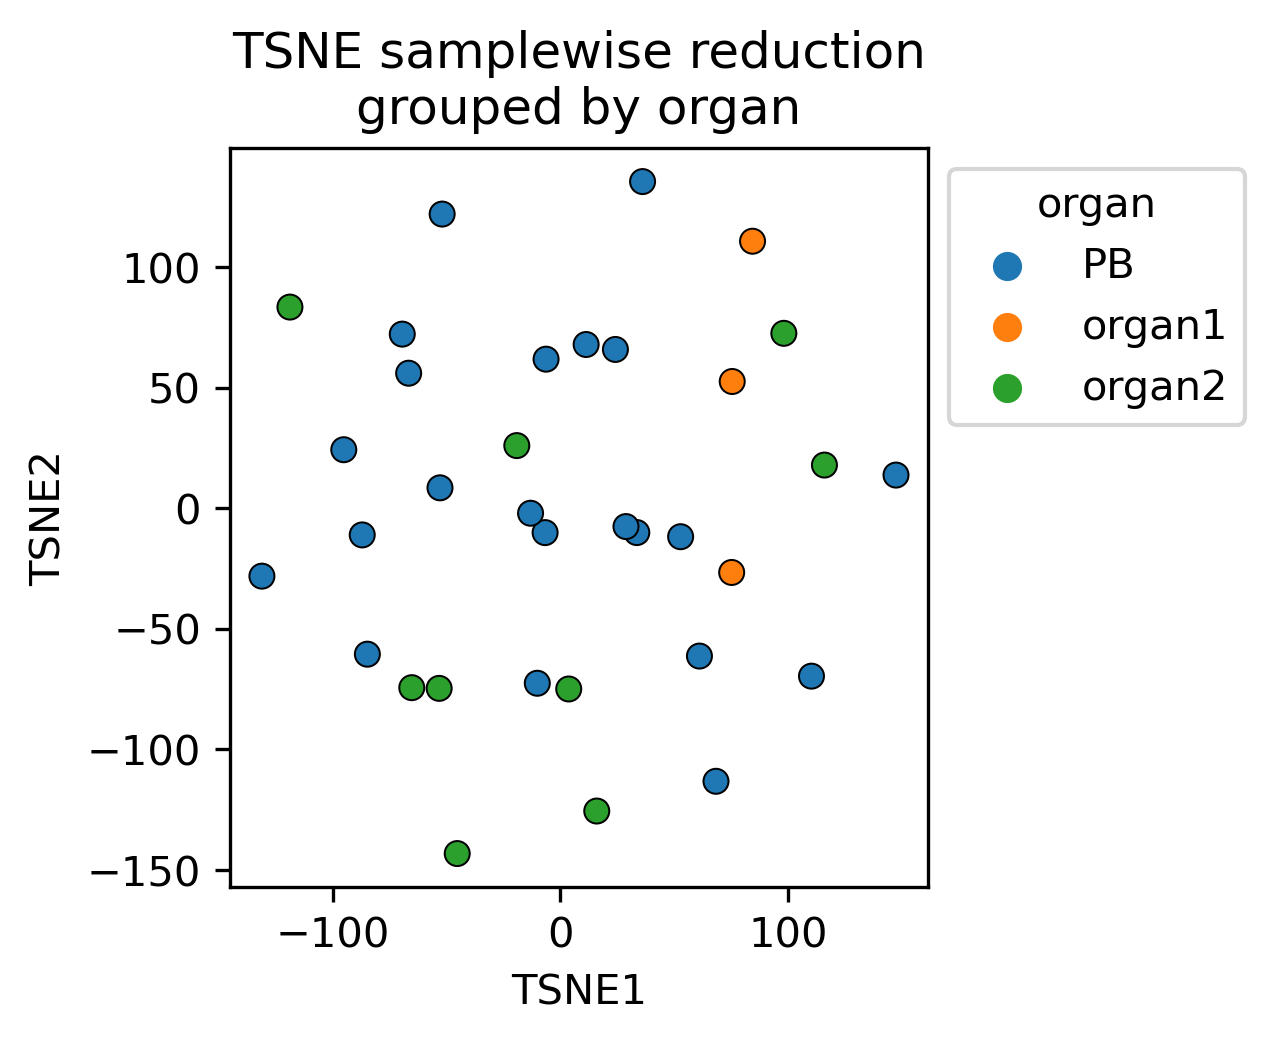 TSNE samplewise reduction
grouped by organ
organ
PB
organ1
organ2
100
50
0
−50
−100
−150
TSNE2
−100
0
100
TSNE1